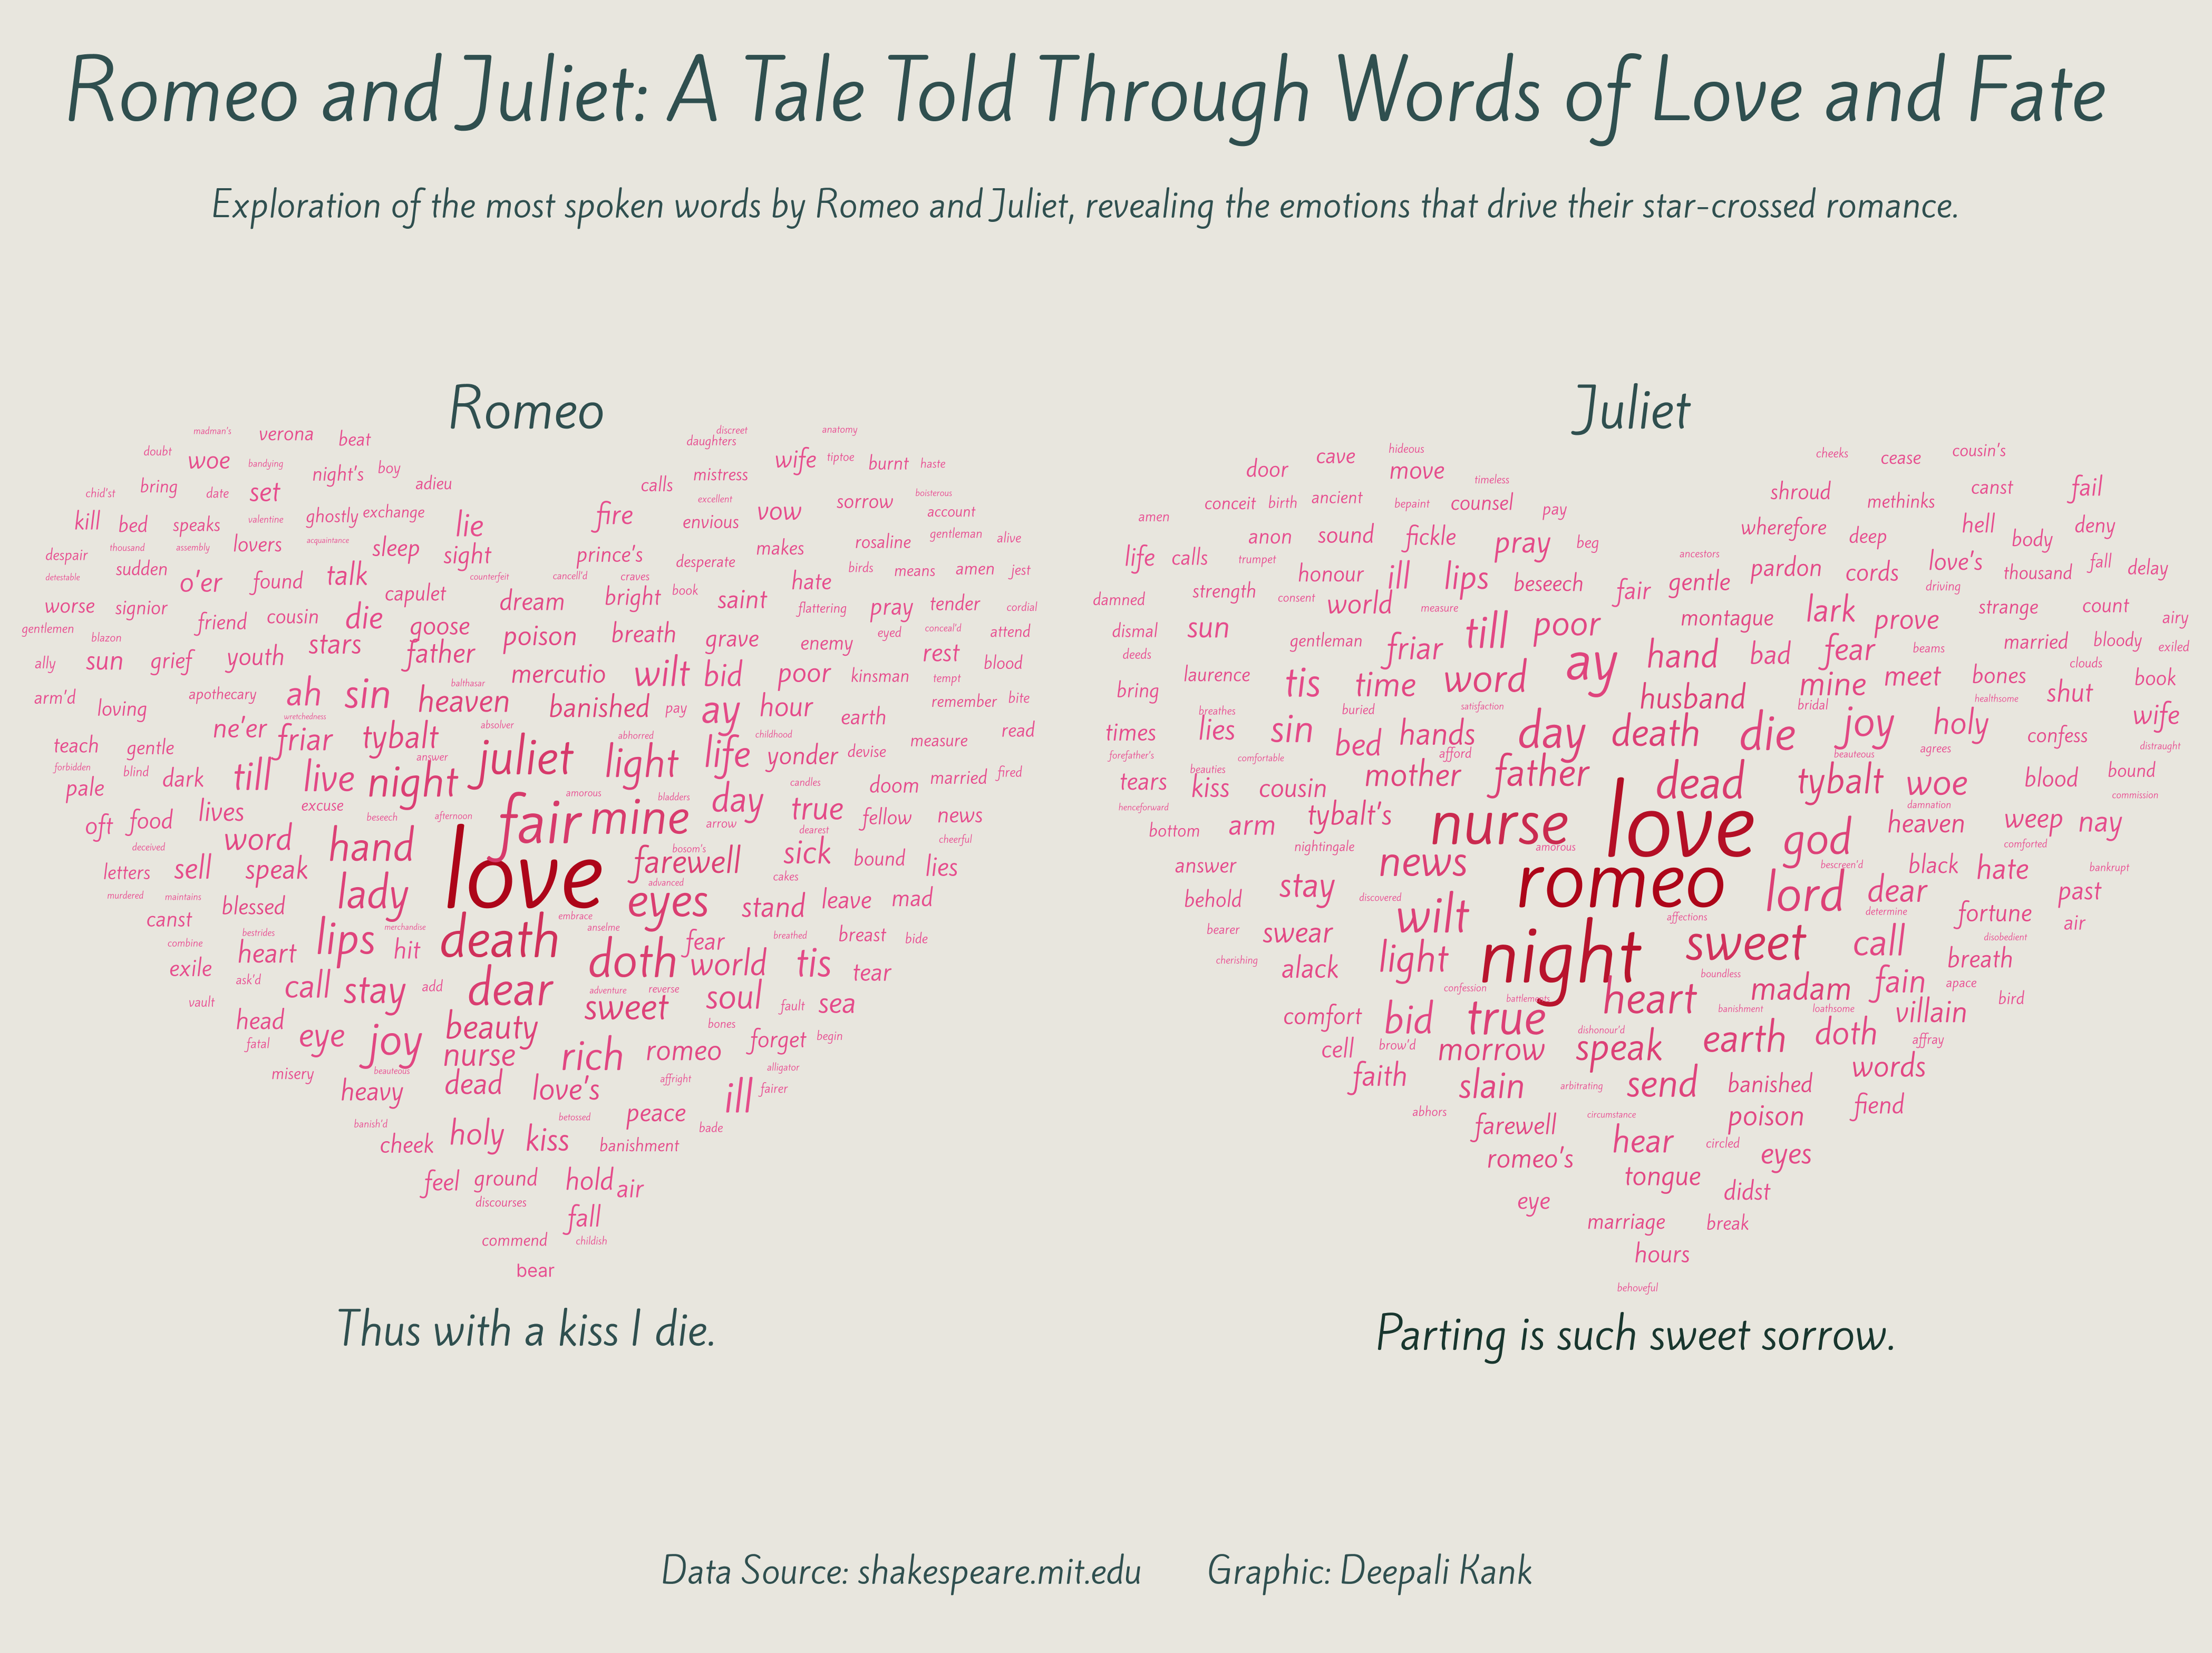 Romeo and Juliet: A Tale Told Through Words of Love and Fate
Exploration of the most spoken words by Romeo and Juliet, revealing the emotions that drive their star-crossed romance.
Romeo
madman's verona beat discreet daughters anatomy
doubt woe bandying night's boy adieu calls mistress wife tiptoe burnt haste
chid'st bring date set excellent sorrow boisterous
kill bed speaks valentine ghostly exchange lie fire envious vow account
despair thousand assembly lovers acquaintance sleep sight prince's desperate makes rosaline gentleman alive
detestable sudden o'er found talk counterfeit cancell'd craves book hate birds means amen jest
worse signior friend cousin die capulet goose dream bright saint flattering pray tender cordial
gentlemen blazon stars father poison breath grave enemy eyed conceal'd attend
ally sun grief youth mercutio wilt bid poor kinsman rest tempt blood
arm'd loving apothecary ah sin heaven balthasar banished pay ay hour earth remember bite
teach gentle ne'er wretchedness friar tybalt answer absolver juliet abhorred light life childhood yonder devise measure read
forbidden pale blind dark till live night amorous bladders candles doom married fired
oft food lives excuse beseech afternoon fair mine arrow day true dearest fellow news cheerful
deceived word hand love farewell bosom's sick bound lies
letters sell speak advanced cakes
murdered maintains blessed lady eyes stand leave mad
canst bestrides merchandise embrace anselme
combine heart lips hit death doth fear world breathed breast bide
exile ask'd call stay add dear adventure reverse tis tear
vault sweet soul fault sea
head fatal eye joy beauty bones forget begin
nurse rich romeo
misery beauteous heavy dead love's affright alligator ill fairer
banish'd betossed peace bade
cheek holy kiss banishment
feel ground hold air
discourses fall
commend childish
bear
Thus with a kiss I die.
Juliet
door cave hideous move timeless cheeks cease cousin's
conceit birth ancient bepaint counsel pay shroud methinks canst fail
amen anon sound fickle pray beg wherefore deep hell body deny
life calls trumpet honour ill lips beseech ancestors gentle pardon cords love's thousand fall delay
damned strength consent world measure fair montague lark prove driving strange count airy
dismal sun gentleman friar till poor hand bad fear beams married bloody exiled
deeds laurence tis time word ay husband mine meet bones clouds book
bring breathes buried satisfaction bridal healthsome shut wife
times lies sin bed hands day death die joy holy confess distraught
forefather's comfortable afford beauteous agrees
tears beauties kiss cousin mother father dead tybalt woe blood bound commission
henceforward bottom arm tybalt's nurse love god damnation heaven weep nay
answer nightingale news amorous bescreen'd black hate comforted bankrupt
behold stay discovered romeo lord dear determine fortune past
bearer swear wilt affections air
cherishing alack light night sweet call disobedient breath
confession battlements heart boundless madam fain apace bird
comfort bid true dishonour'd banishment loathsome villain
cell brow'd morrow speak earth doth affray
faith slain arbitrating send banished words
abhors farewell circumstance poison fiend
romeo's hear circled eyes
tongue didst
eye marriage break
hours
behoveful
Parting is such sweet sorrow.
Data Source: shakespeare.mit.edu Graphic: Deepali Kank